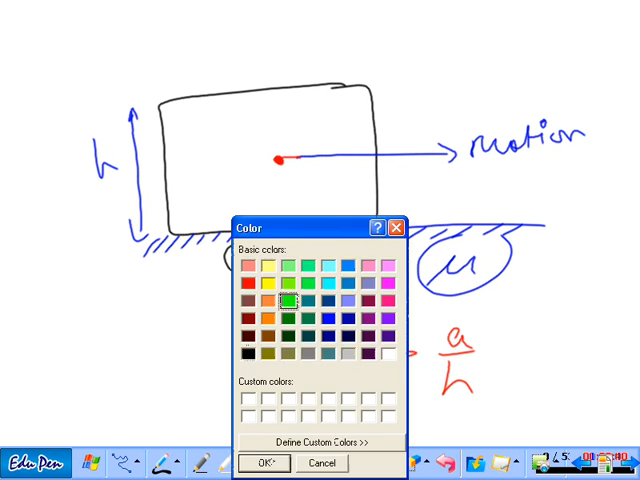 h
motion
Color
Basic colors:
μ
a
h
Custom colors:
Define Custom Colors >>
OK
Cancel
Edu Pen